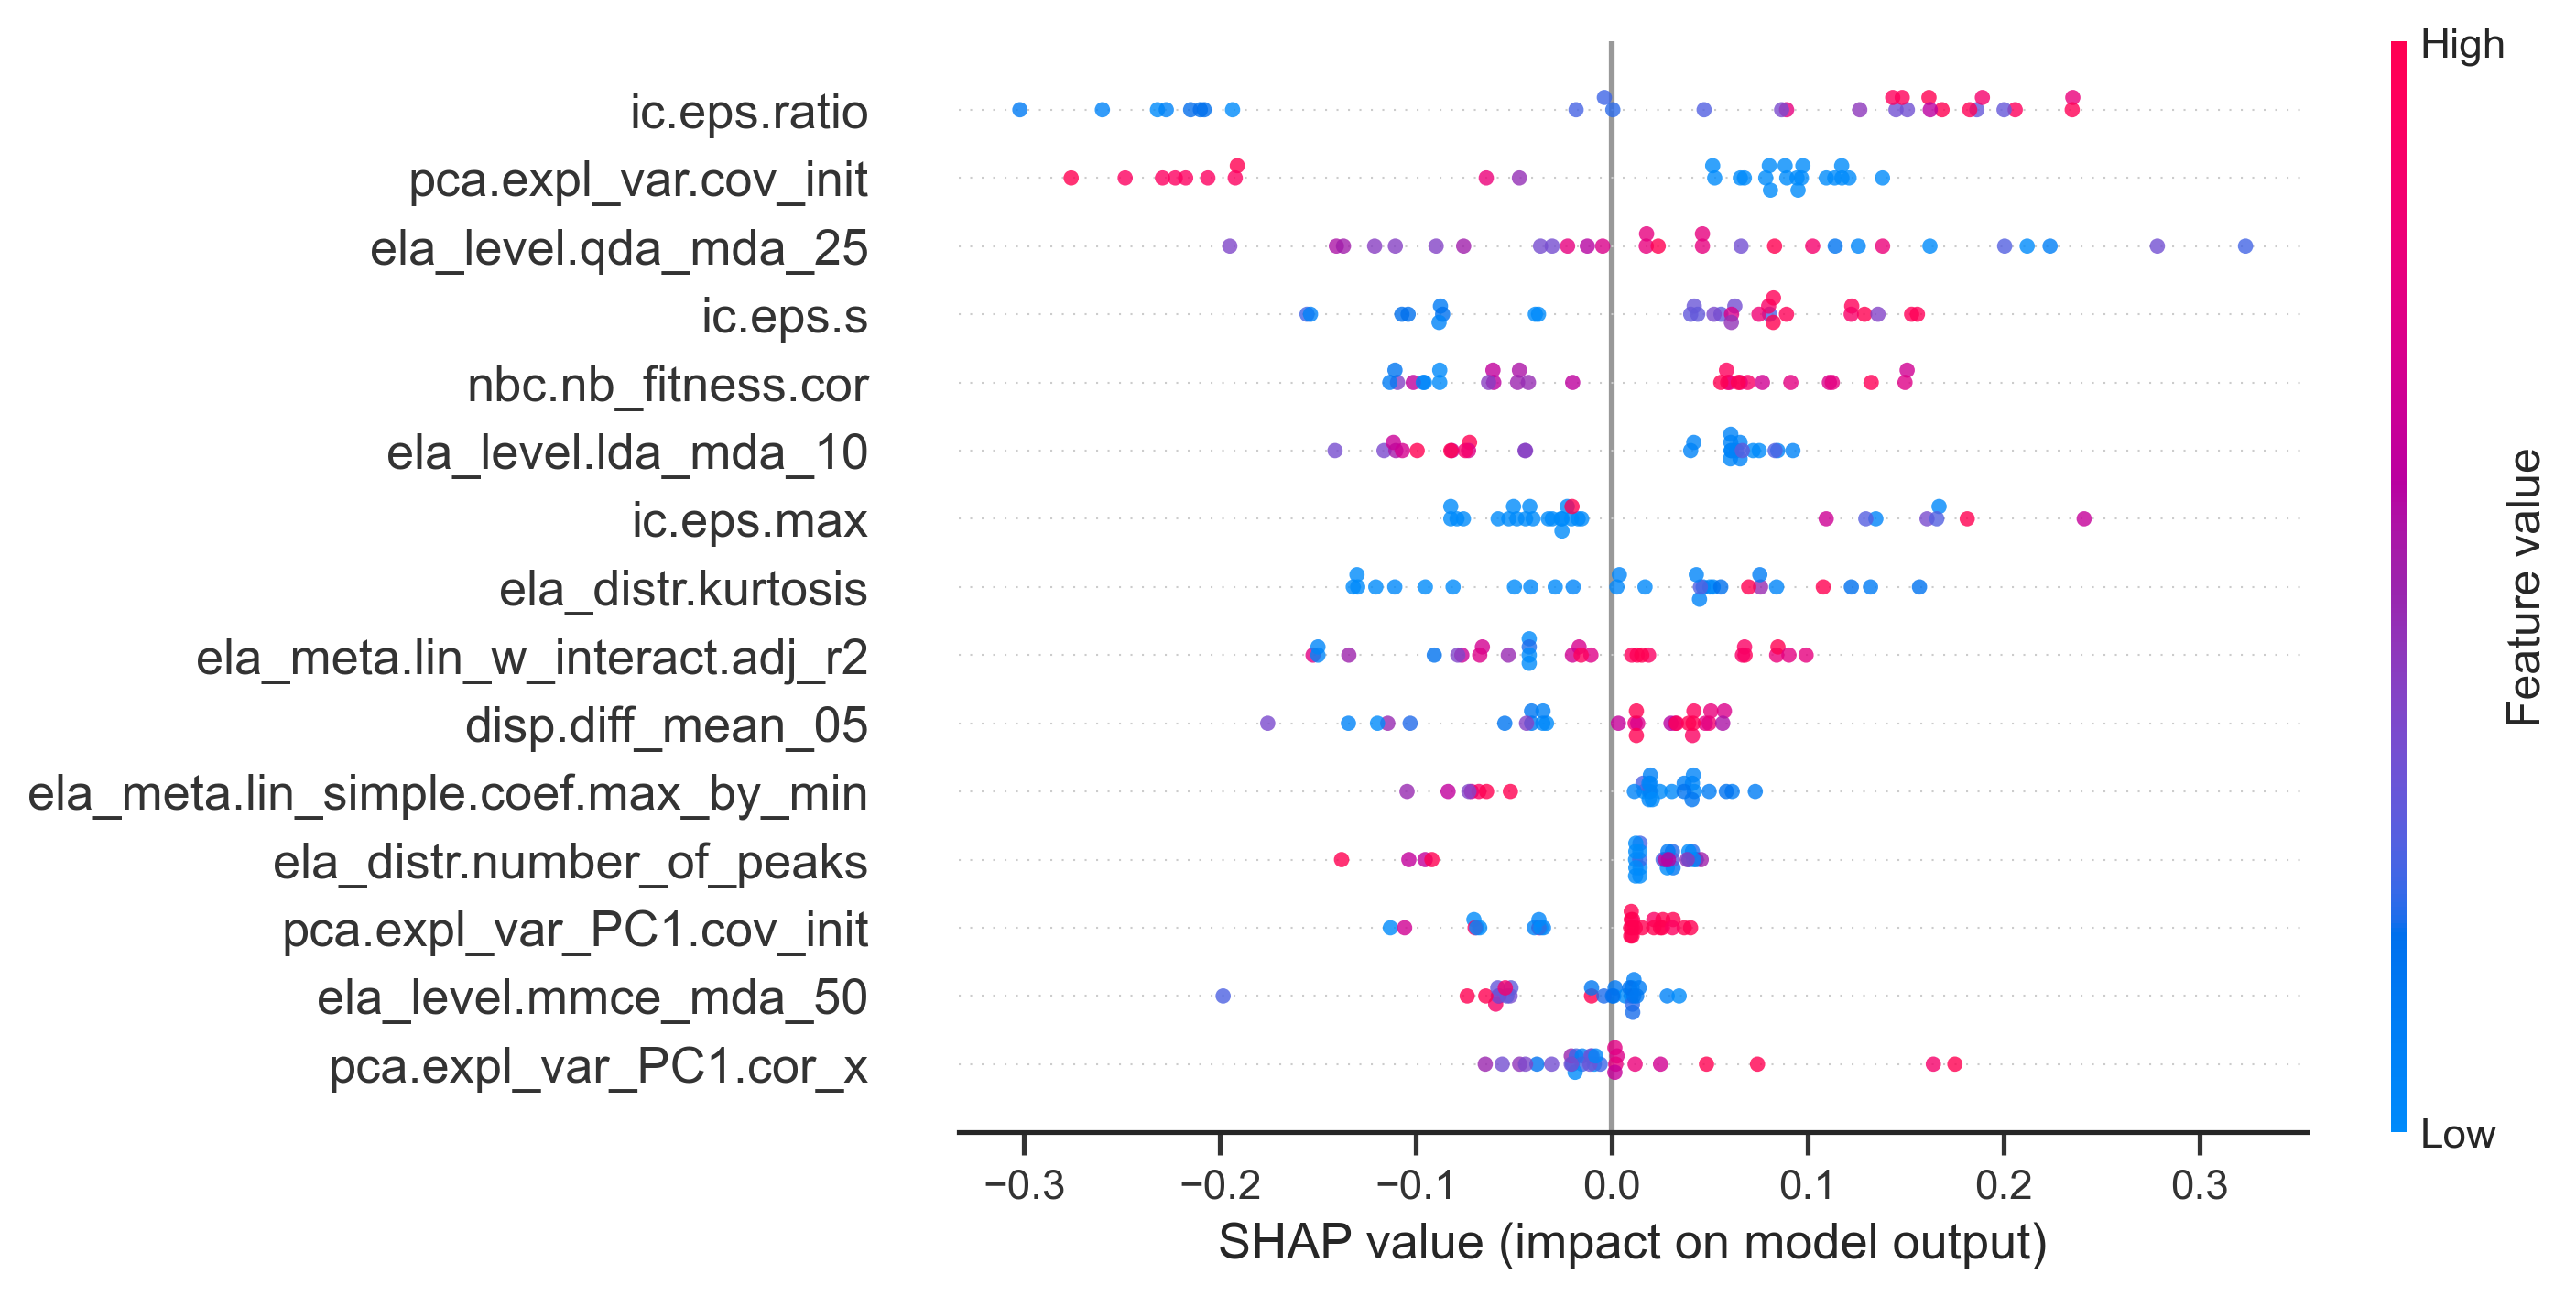 High
ic.eps.ratio
pca.expl_var.cov_init
ela_level.qda_mda_25
ic.eps.s
nbc.nb_fitness.cor
ela_level.lda_mda_10
ic.eps.max
ela_distr.kurtosis
ela_meta.lin_w_interact.adj_r2
disp.diff_mean_05
ela_meta.lin_simple.coef.max_by_min
ela_distr.number_of_peaks
pca.expl_var_PC1.cov_init
ela_level.mmce_mda_50
pca.expl_var_PC1.cor_x
Feature value
Low
−0.3 −0.2 −0.1 0.0 0.1 0.2 0.3
SHAP value (impact on model output)